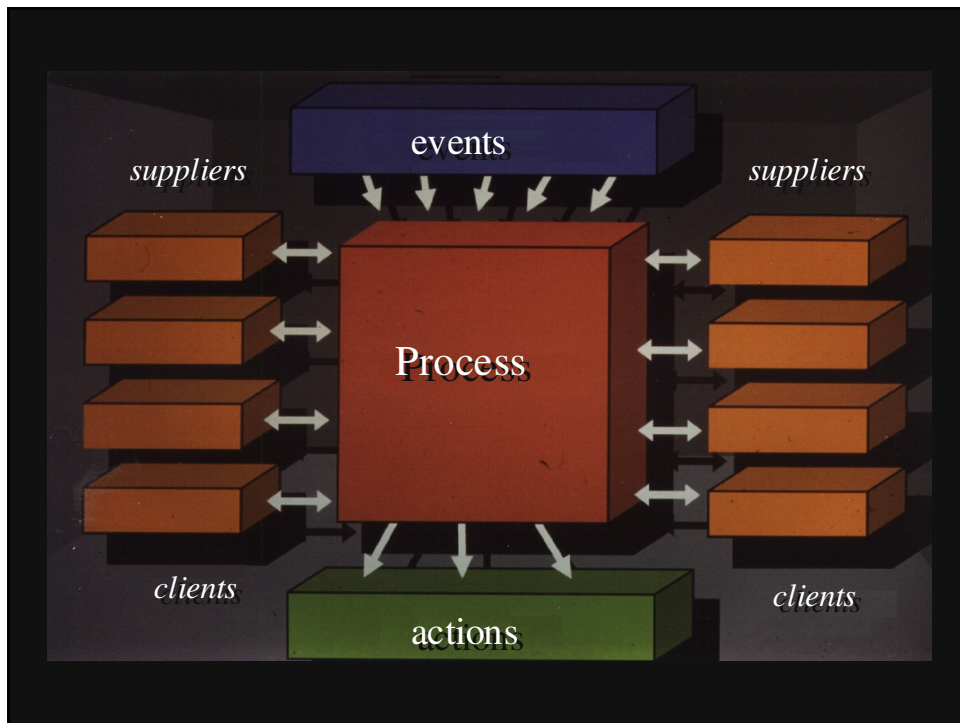 events
suppliers
suppliers
Process
clients
clients
actions